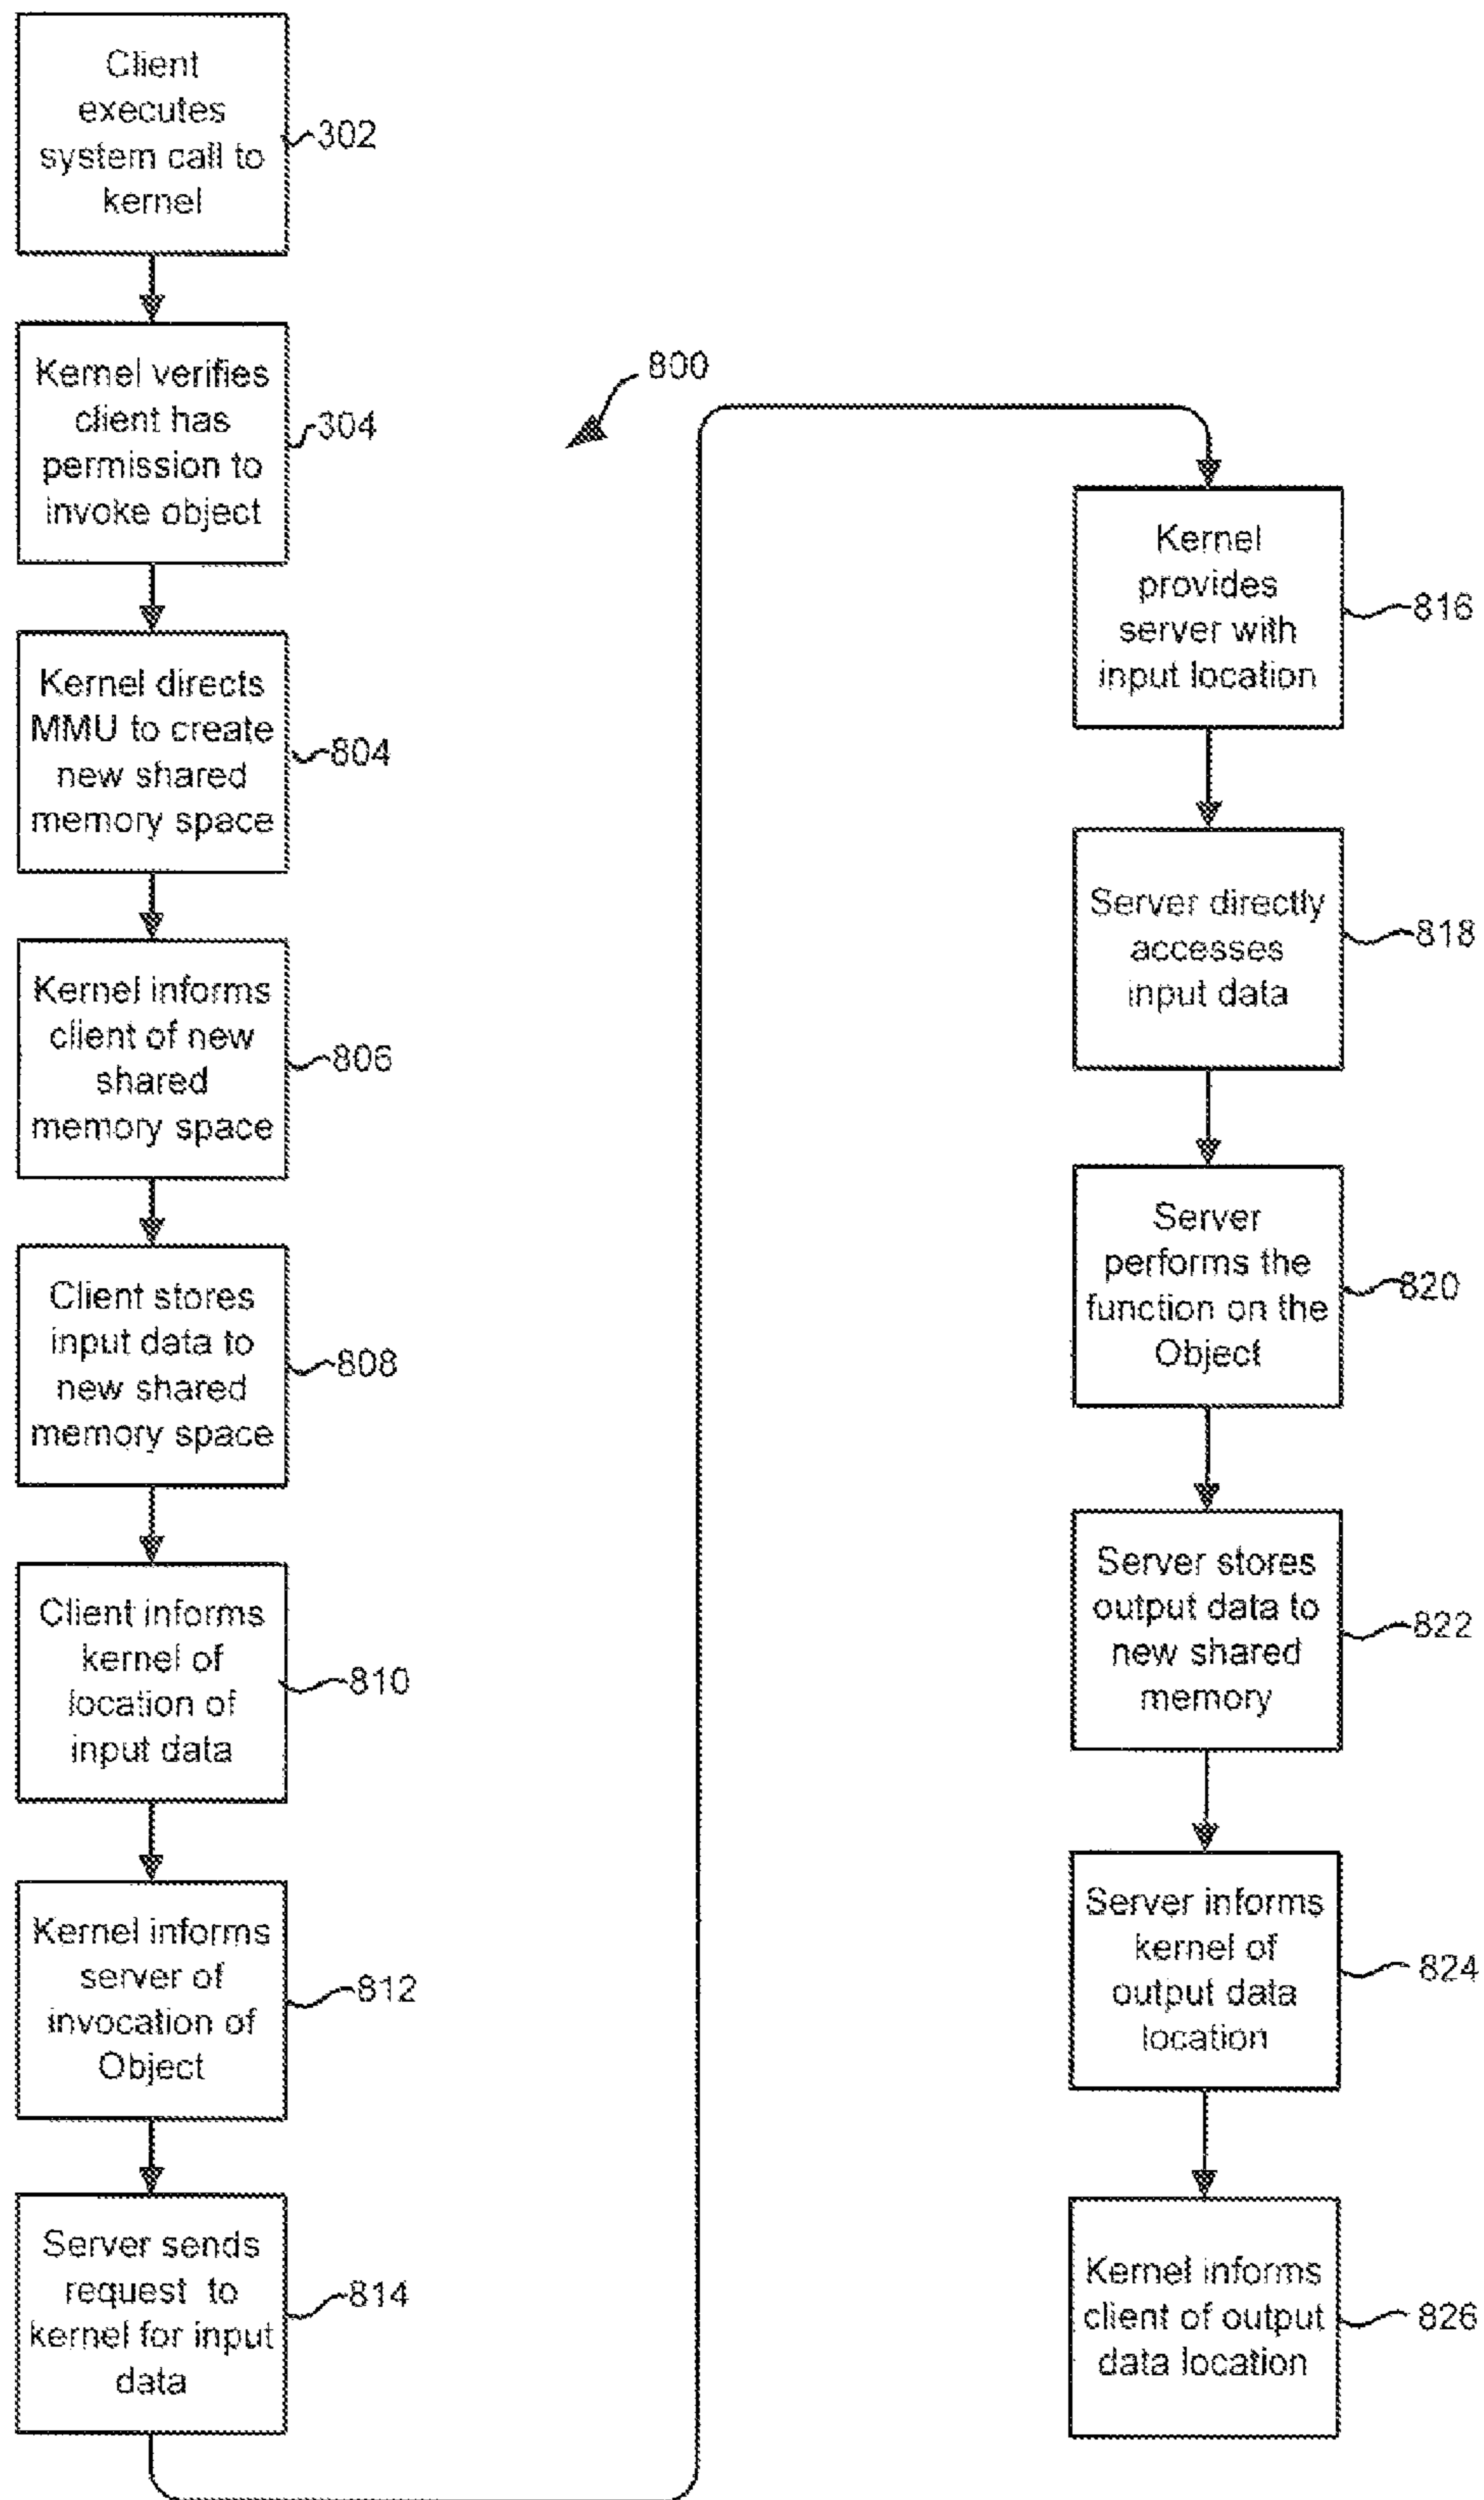 Client
executes
system call to
kernel
302
Kernel verifies
client has
permission to
invoke object
304
Kernel directs
MMU to create
new shared
memory space
804
Kernel informs
client of new
shared
memory space
806
Client stores
input data to
new shared
memory space
808
Client informs
kernel of
location of
input data
810
Kernel informs
server of
invocation of
Object
812
Server sends
request to
kernel for input
data
814
800
Kernel
provides
server with
input location
816
Server directly
accesses
input data
818
Server
performs the
function on the
Object
820
Server stores
output data to
new shared
memory
822
Server informs
kernel of
output data
location
824
Kernel informs
client of output
data location
826